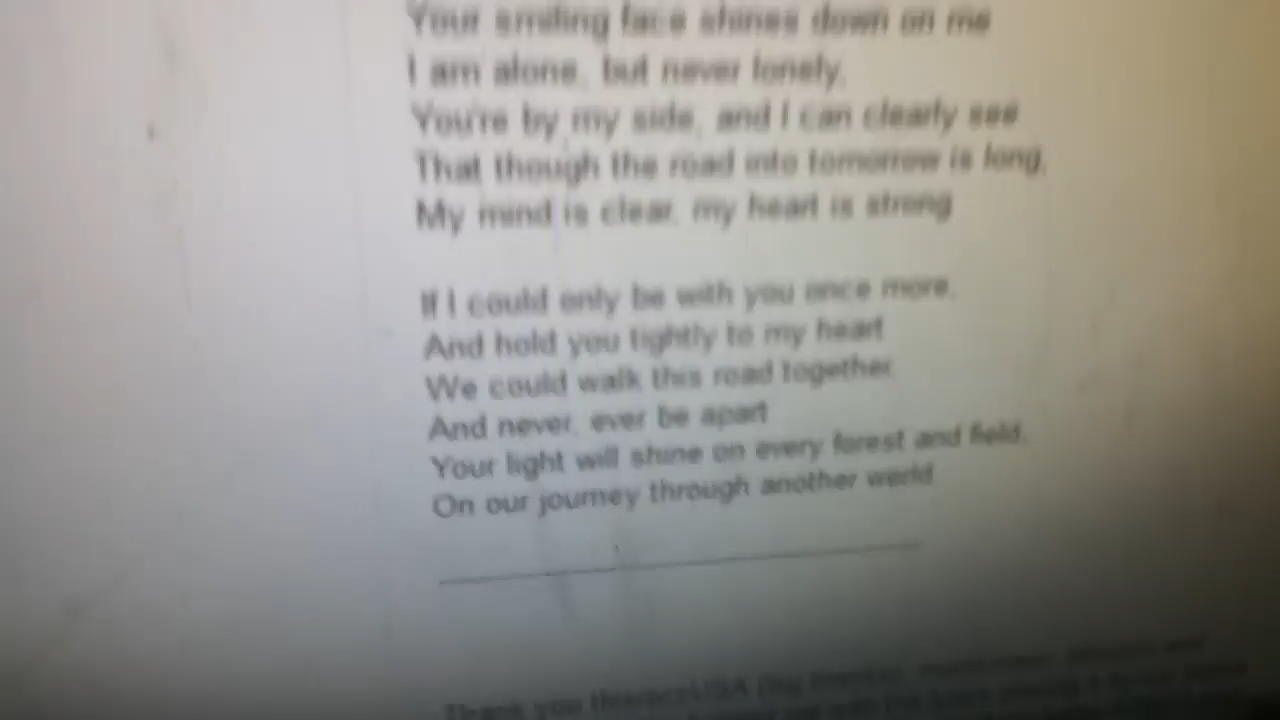 Your smiling face shines down on me
I am alone, but never lonely,
You're by my side, and I can clearly see
That though the road into tomorrow is long,
My mind is clear, my heart is strong
If I could only be with you once more,
And hold you tightly to my heart
We could walk this road together
And never, ever be apart
Your light will shine on every forest and field,
On our journey through another world
Thank you